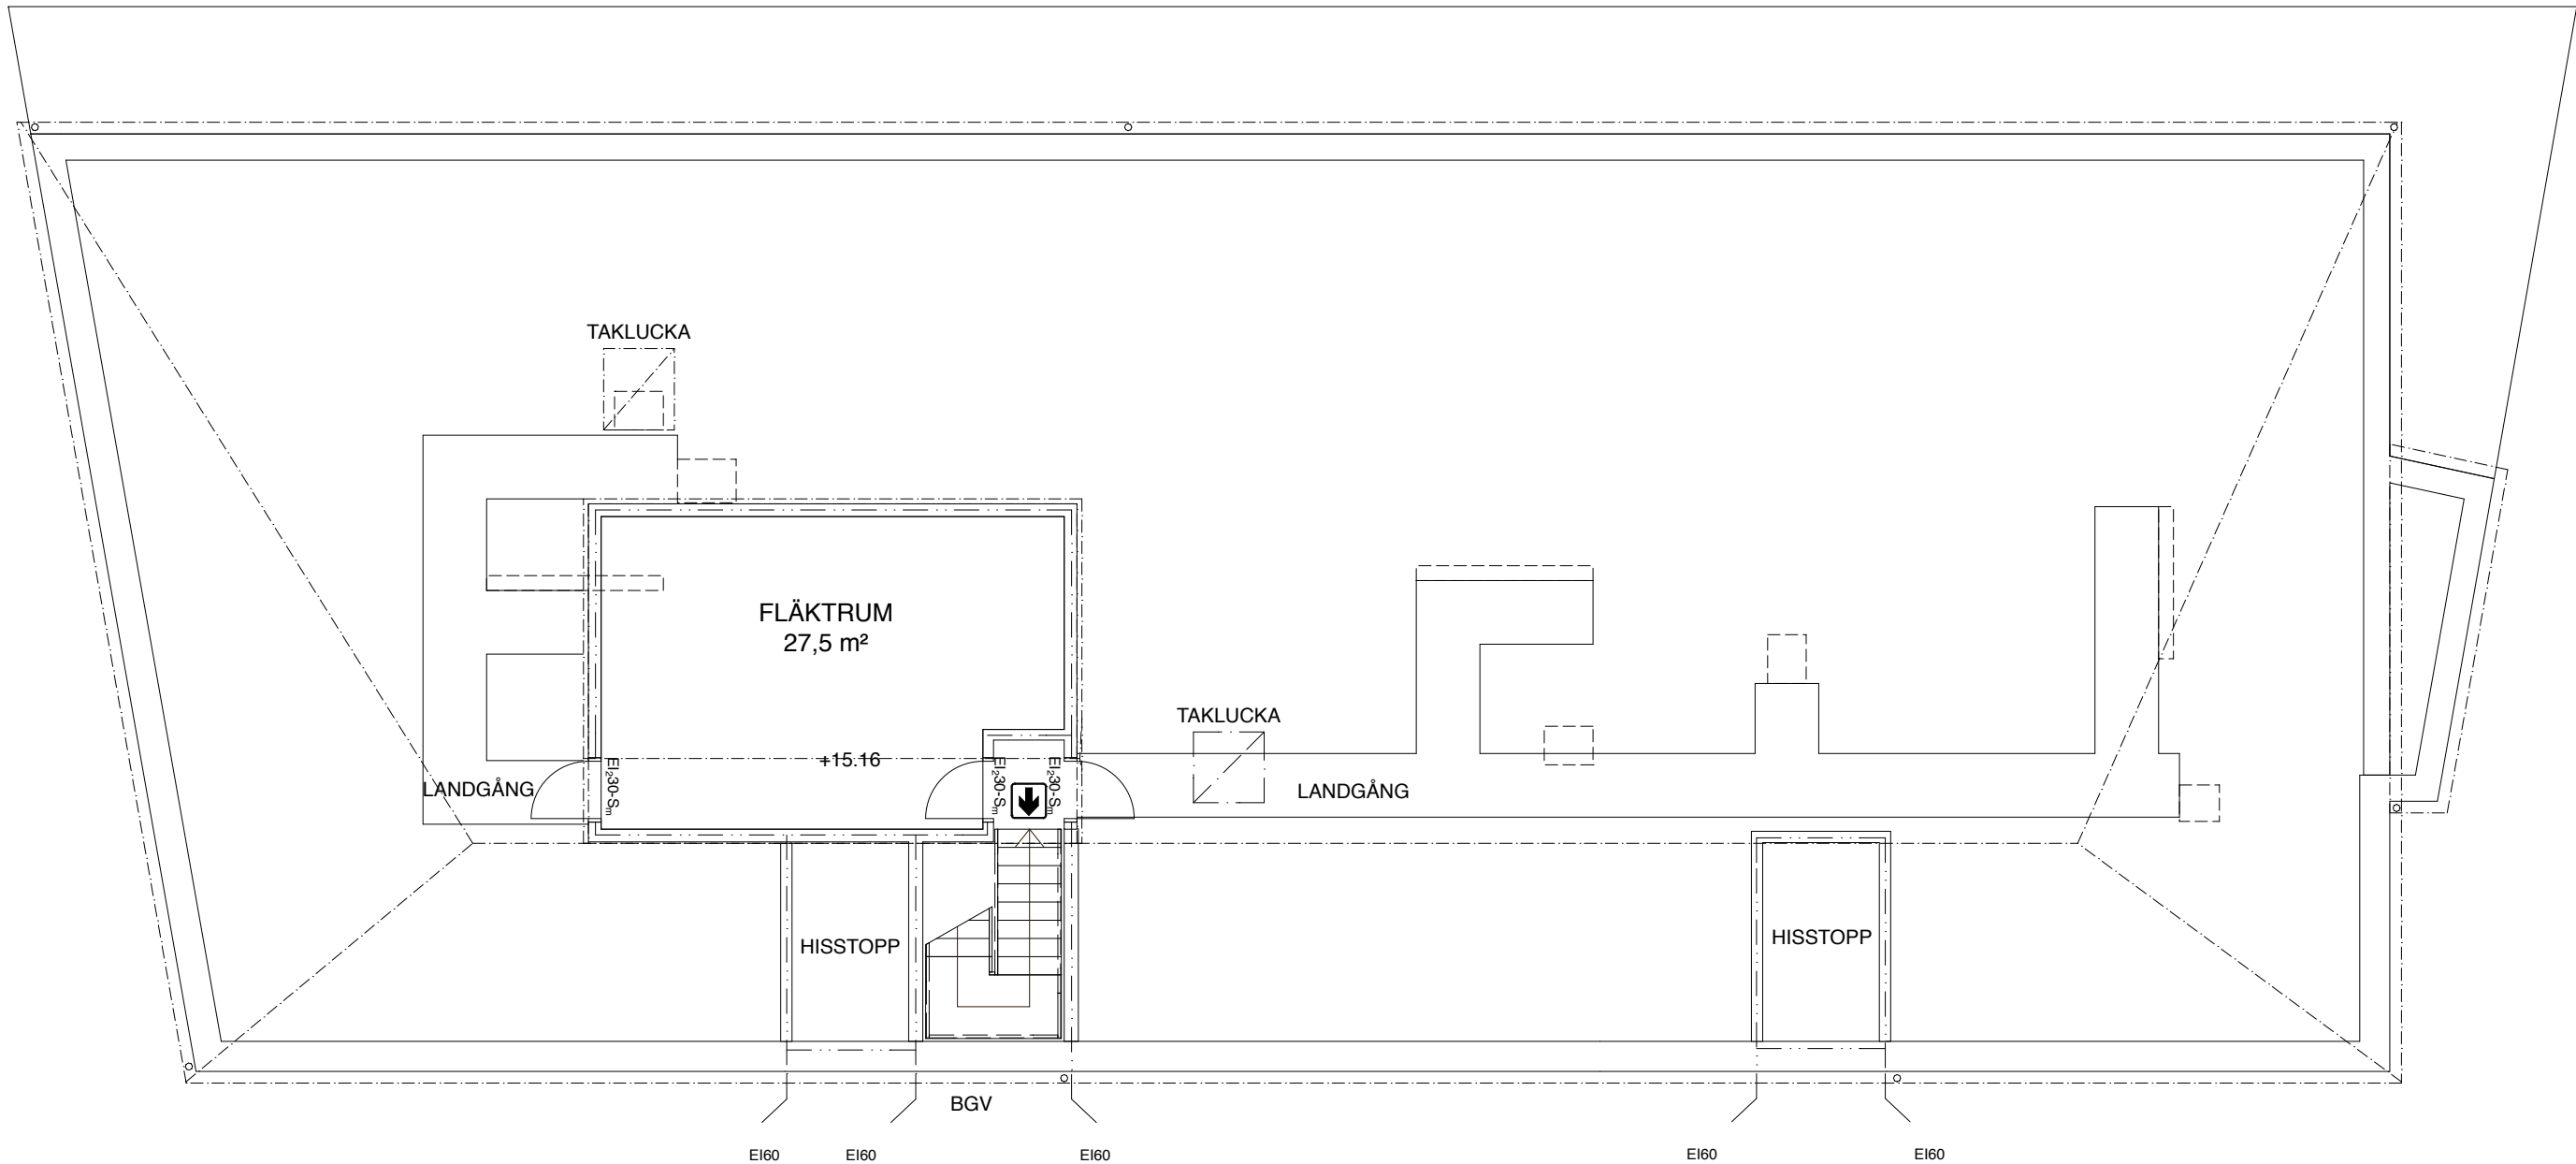 TAKLUCKA
FLÄKTRUM
27,5 m²
TAKLUCKA
+15.16
LANDGÅNG
EI₂30-Sₘ
EI₂30-Sₘ
EI₂30-Sₘ
LANDGÅNG
HISSTOPP
HISSTOPP
BGV
EI60
EI60
EI60
EI60
EI60